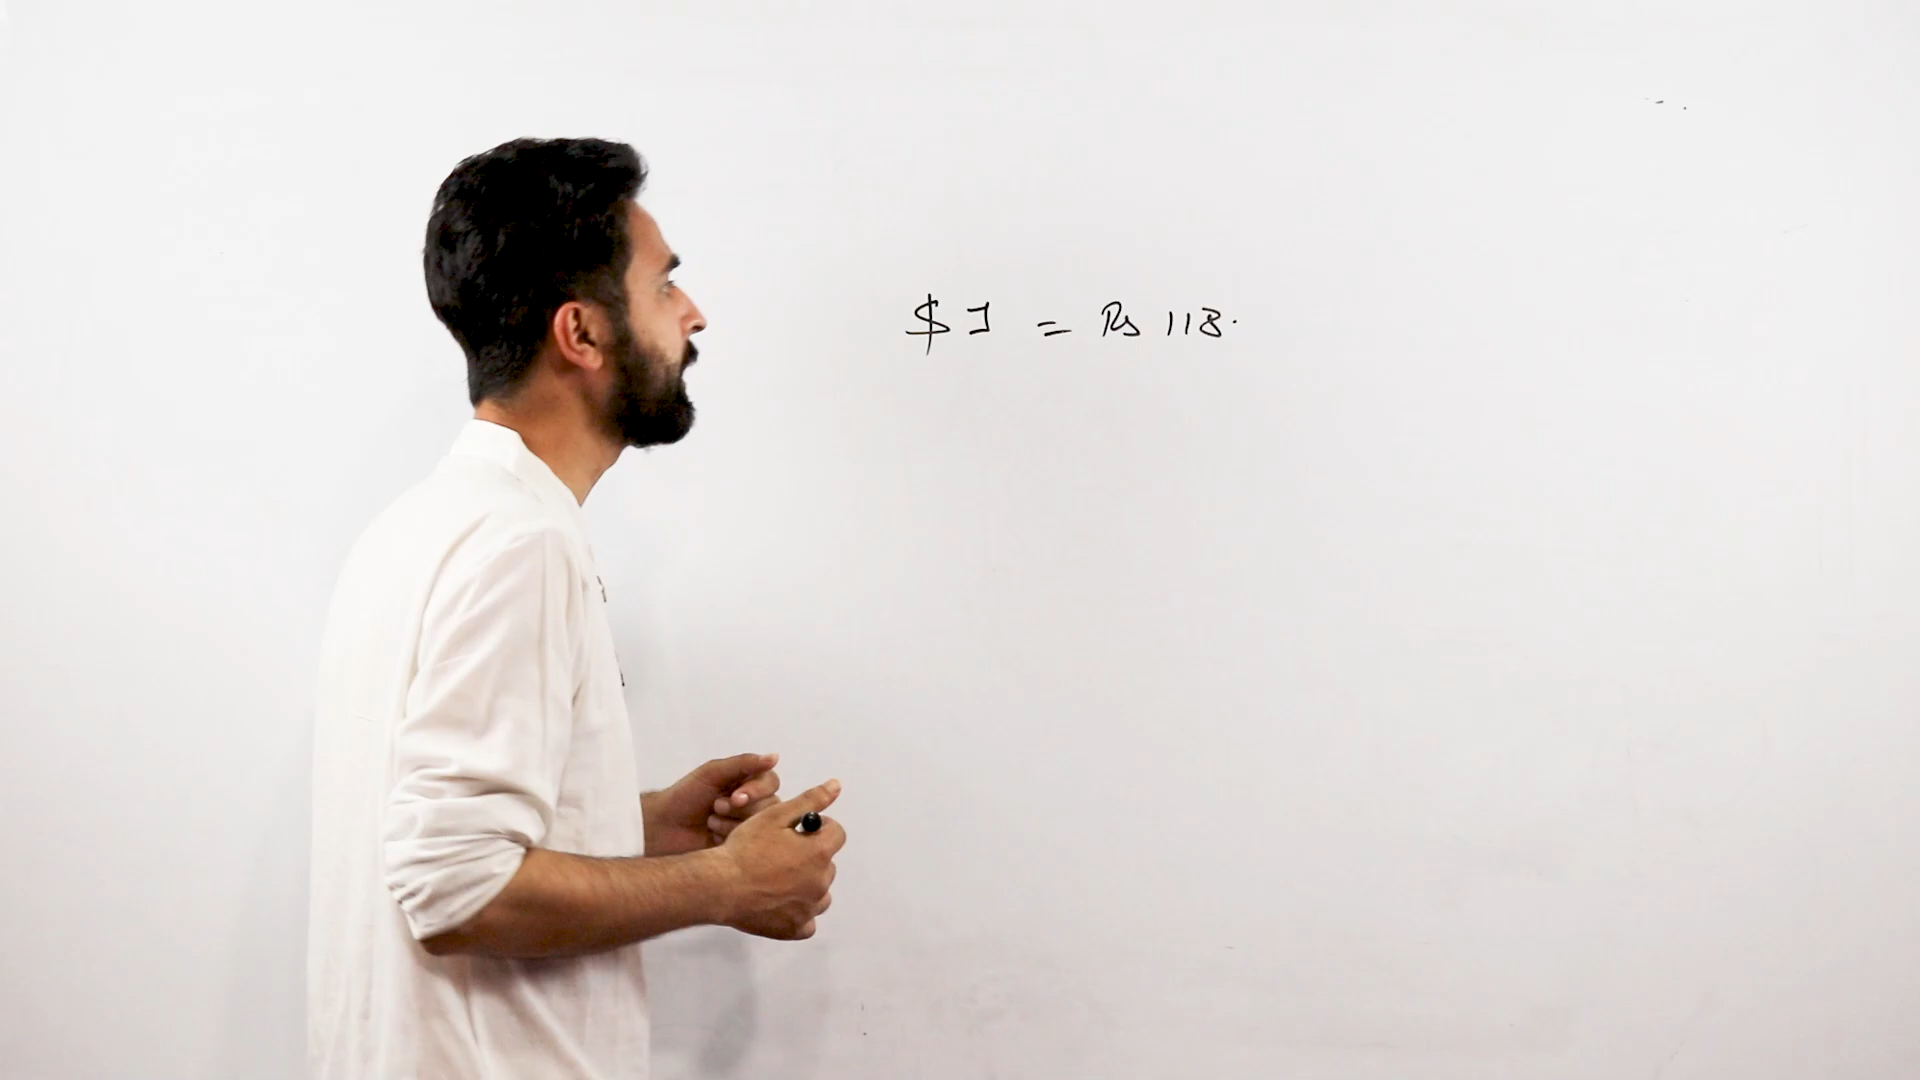 $ 1 = Rs 118.